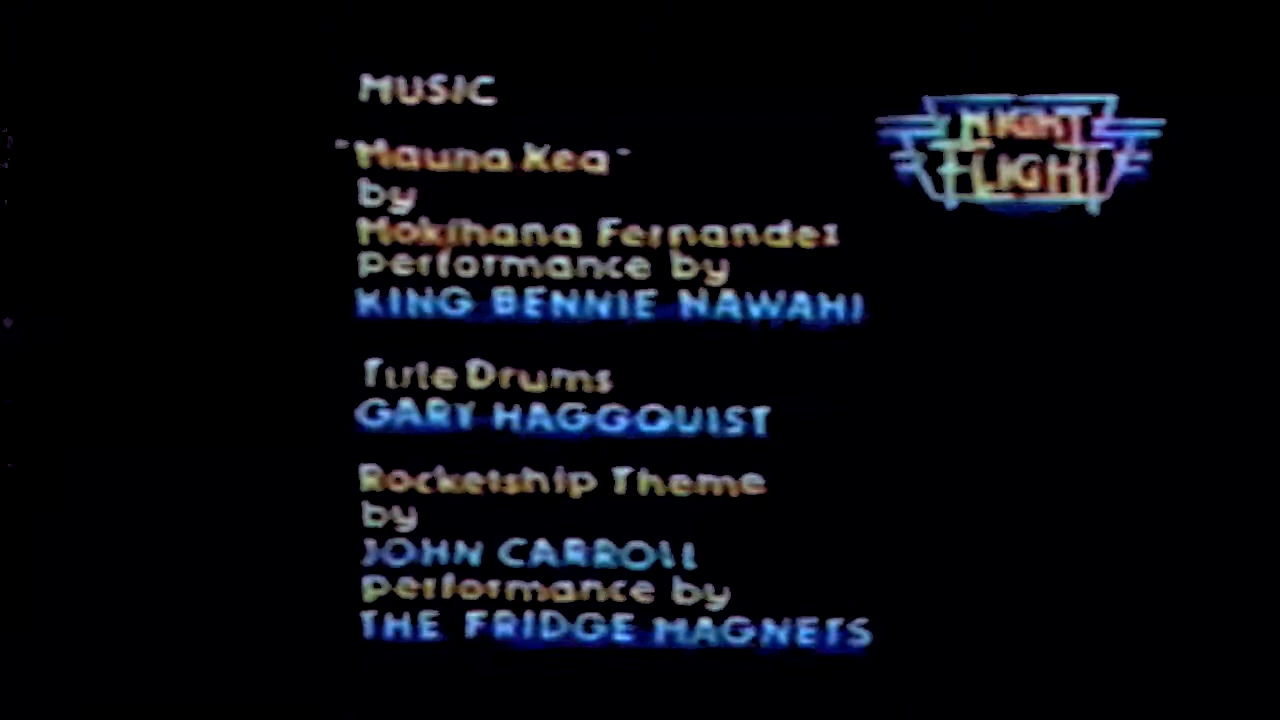 MUSIC
"Mauna Kea"
by
Mokihana Fernandez
performance by
KING BENNIE NAWAHI
Title Drums
GARY HAGGQUIST
Rocketship Theme
by
JOHN CARROLL
performance by
THE FRIDGE MAGNETS
NIGHT
FLIGHT